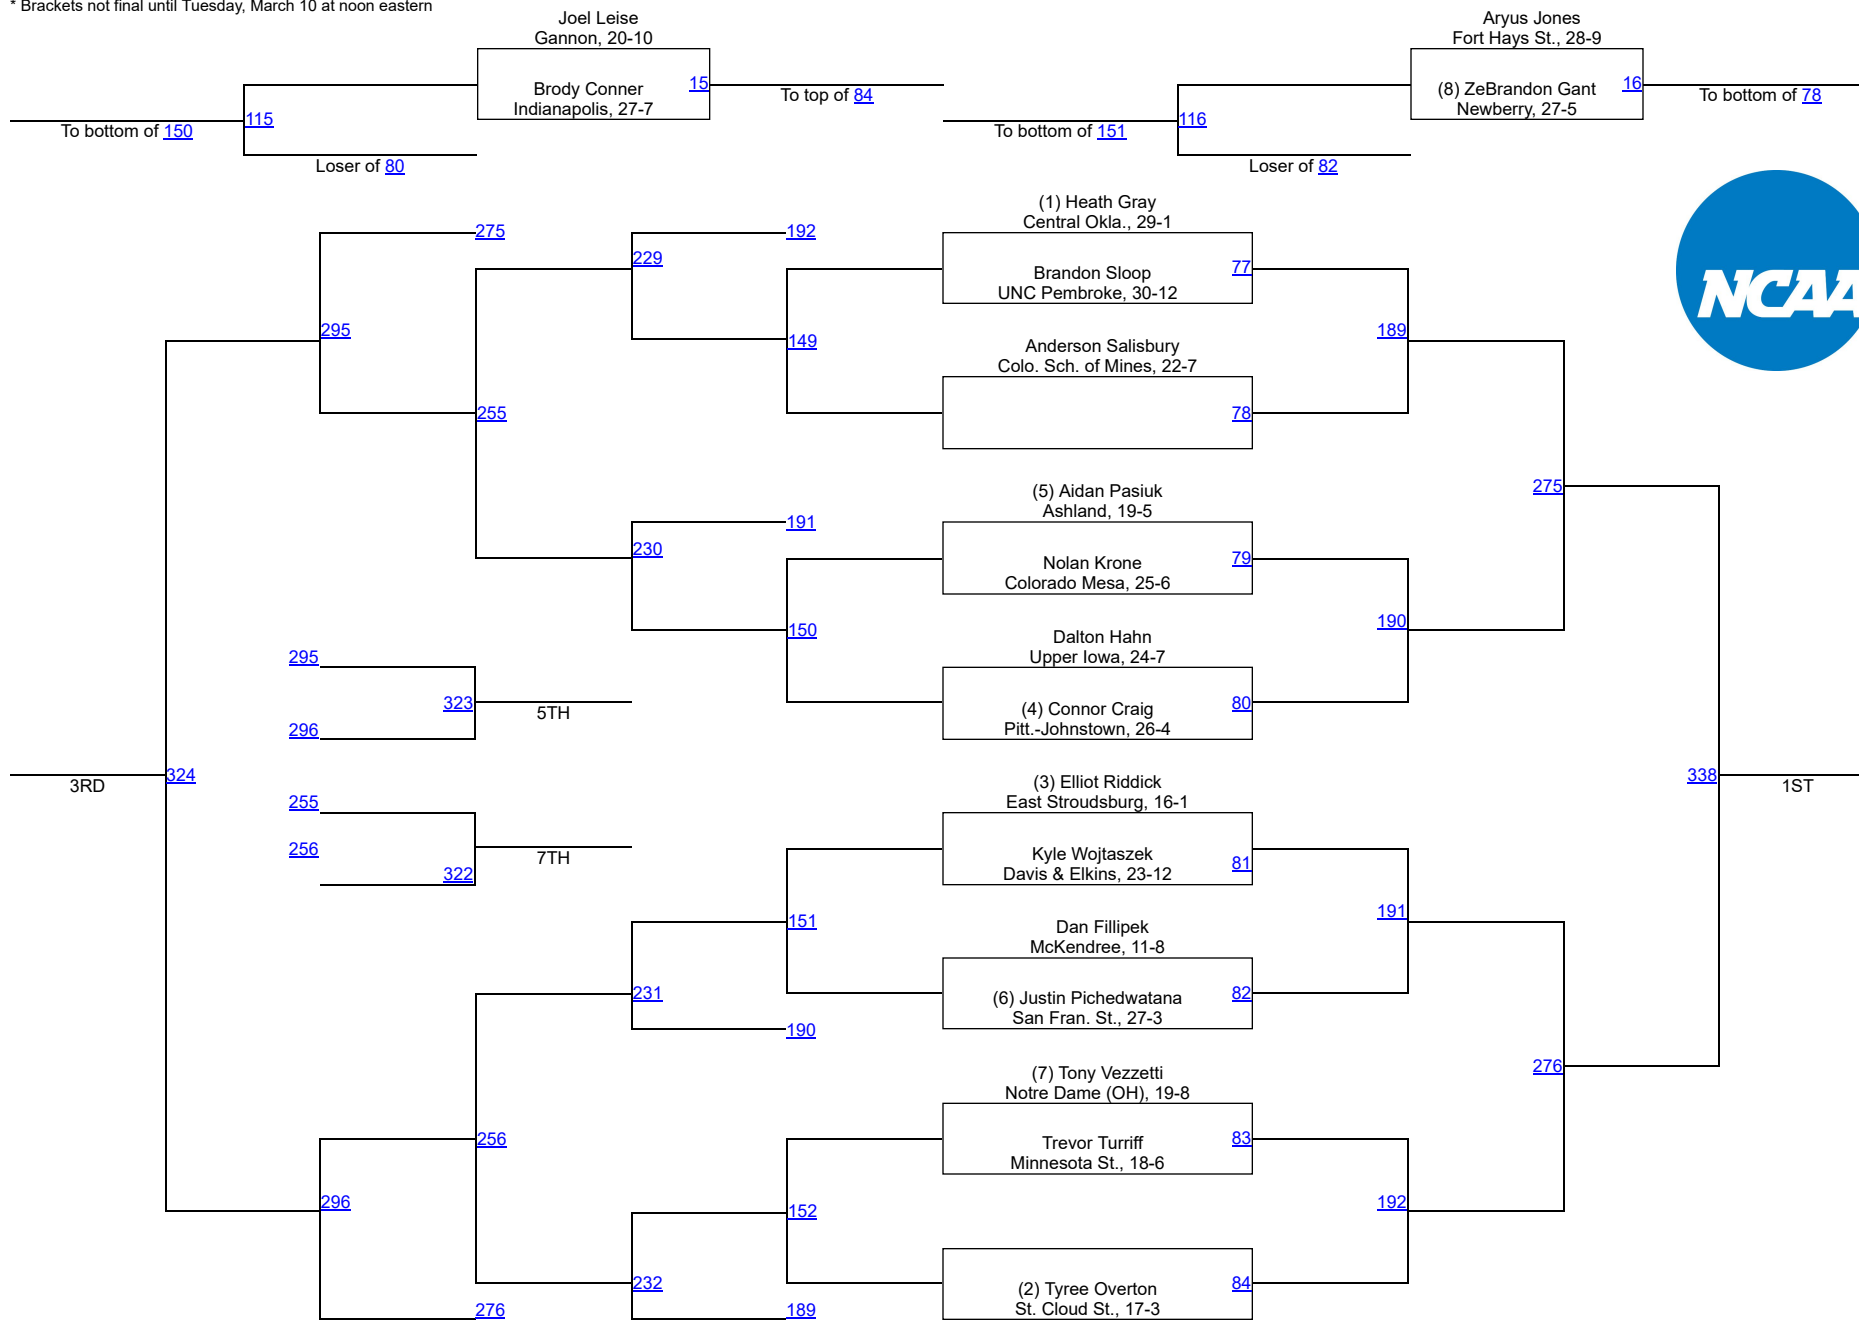 * Brackets not final until Tuesday, March 10 at noon eastern
Joel Leise
Gannon, 20-10
Brody Conner
Indianapolis, 27-7
15
To top of 84
115
To bottom of 150
Loser of 80
Aryus Jones
Fort Hays St., 28-9
(8) ZeBrandon Gant
Newberry, 27-5
16
To bottom of 78
116
To bottom of 151
Loser of 82
NCAA
(1) Heath Gray
Central Okla., 29-1
Brandon Sloop
UNC Pembroke, 30-12
77
Anderson Salisbury
Colo. Sch. of Mines, 22-7
78
(5) Aidan Pasiuk
Ashland, 19-5
Nolan Krone
Colorado Mesa, 25-6
79
Dalton Hahn
Upper Iowa, 24-7
(4) Connor Craig
Pitt.-Johnstown, 26-4
80
(3) Elliot Riddick
East Stroudsburg, 16-1
Kyle Wojtaszek
Davis & Elkins, 23-12
81
Dan Fillipek
McKendree, 11-8
(6) Justin Pichedwatana
San Fran. St., 27-3
82
(7) Tony Vezzetti
Notre Dame (OH), 19-8
Trevor Turriff
Minnesota St., 18-6
83
(2) Tyree Overton
St. Cloud St., 17-3
84
189
190
191
192
275
276
338
1ST
192
149
229
191
150
230
151
231
190
152
232
189
275
255
295
256
296
276
324
3RD
295
296
323
5TH
255
256
322
7TH